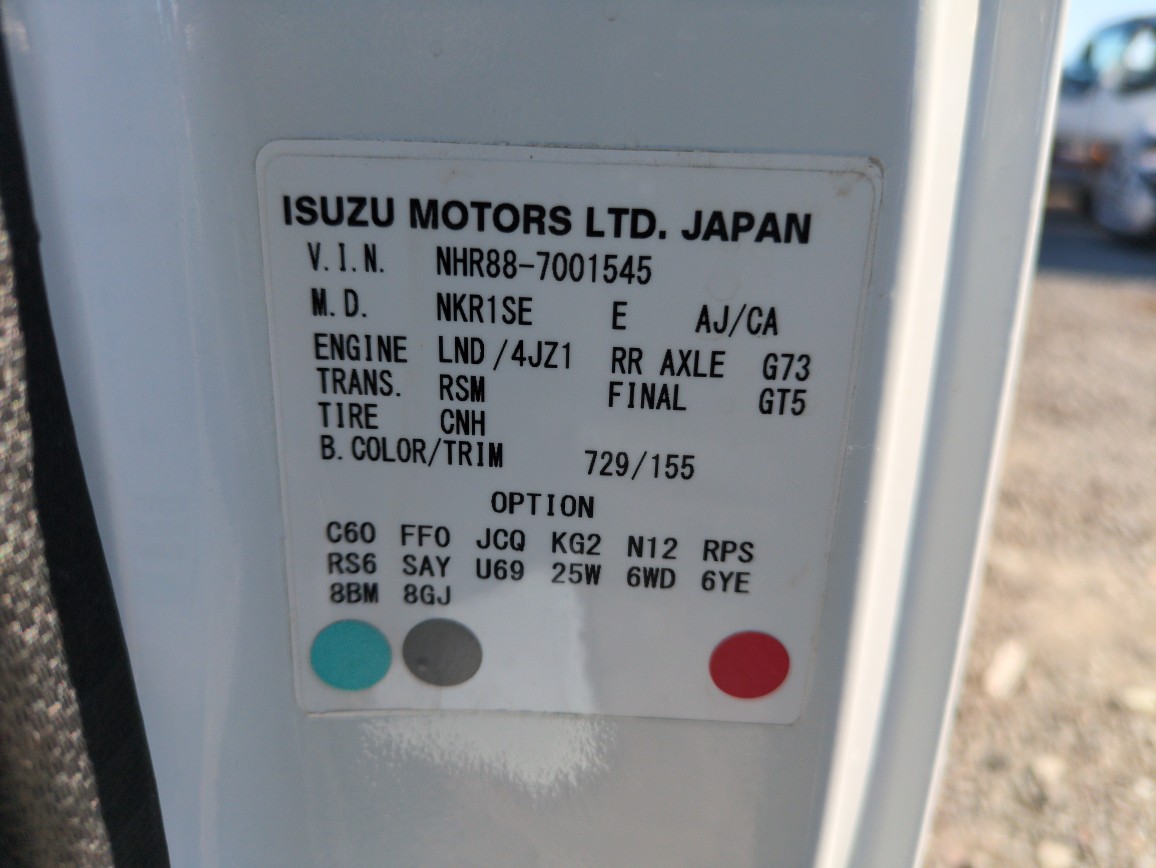 ISUZU MOTORS LTD. JAPAN
V.I.N. NHR88-7001545
M.D. NKR1SE E AJ/CA
ENGINE LND/4JZ1 RR AXLE G73
TRANS. RSM FINAL GT5
TIRE CNH
B.COLOR/TRIM 729/155
OPTION
C60 FF0 JCQ KG2 N12 RPS
RS6 SAY U69 25W 6WD 6YE
8BM 8GJ